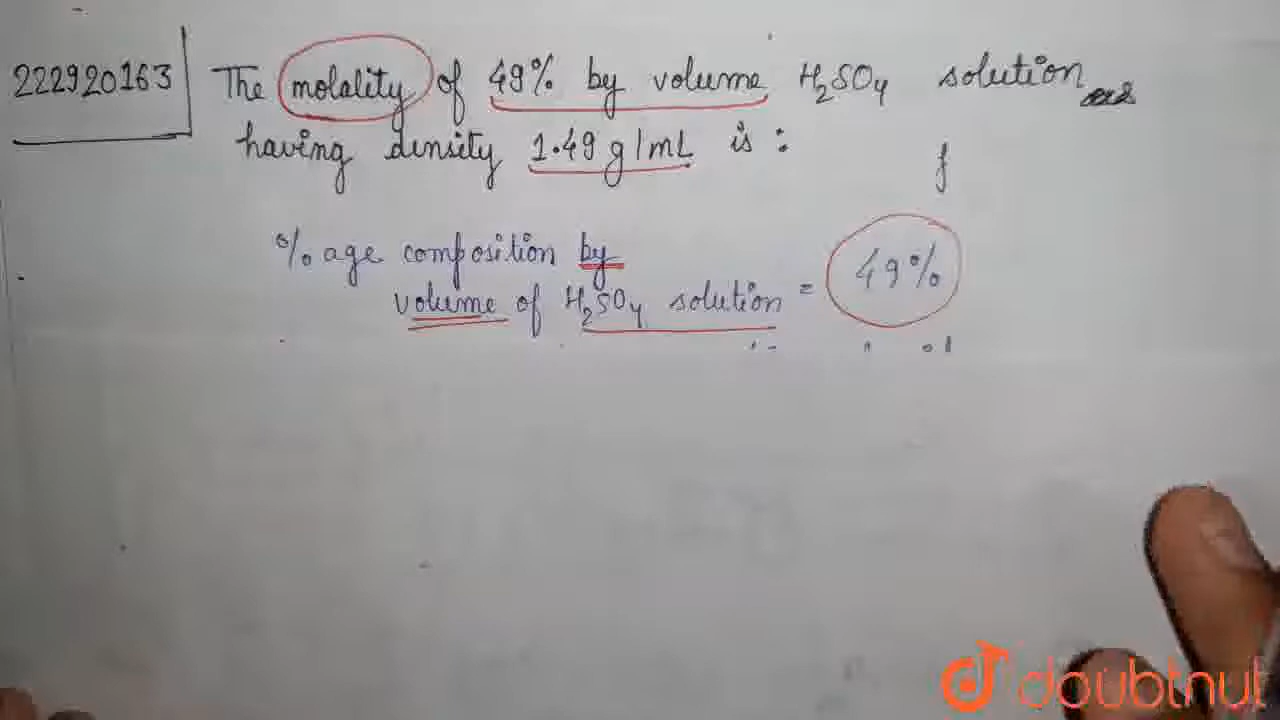 222920163
The molality of 49% by volume H2SO4 solution
having density 1.49 g/mL is :
% age composition by
volume of H2SO4 solution = 49%
doubtnut